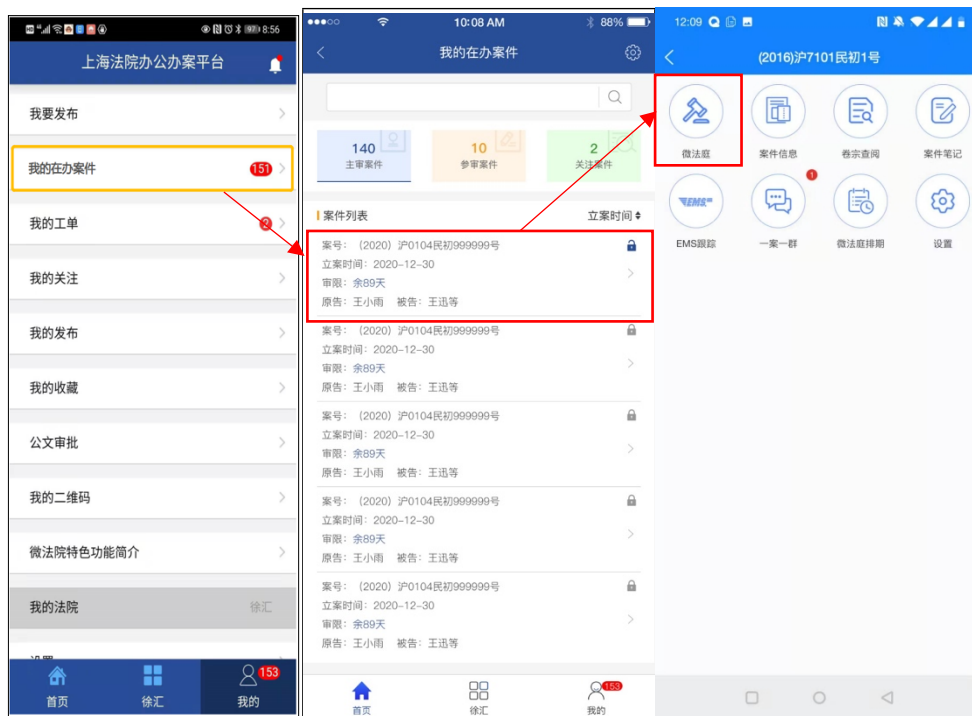 8:56
上海法院办公办案平台
我要发布
我的在办案件
151
我的工单
2
我的关注
我的发布
我的收藏
公文审批
我的二维码
微法院特色功能简介
我的法院 徐汇
首页
徐汇
153
我的
10:08 AM
88%
我的在办案件
140
主审案件
10
参审案件
2
关注案件
案件列表
立案时间
案号：（2020）沪0104民初999999号
立案时间：2020-12-30
审限：余89天
原告：王小雨 被告：王迅等
案号：（2020）沪0104民初999999号
立案时间：2020-12-30
审限：余89天
原告：王小雨 被告：王迅等
案号：（2020）沪0104民初999999号
立案时间：2020-12-30
审限：余89天
原告：王小雨 被告：王迅等
案号：（2020）沪0104民初999999号
立案时间：2020-12-30
审限：余89天
原告：王小雨 被告：王迅等
案号：（2020）沪0104民初999999号
立案时间：2020-12-30
审限：余89天
原告：王小雨 被告：王迅等
首页
徐汇
153
我的
12:09
(2016)沪7101民初1号
微法庭
案件信息
卷宗查阅
案件笔记
EMS
EMS跟踪
1
一案一群
微法庭排期
设置